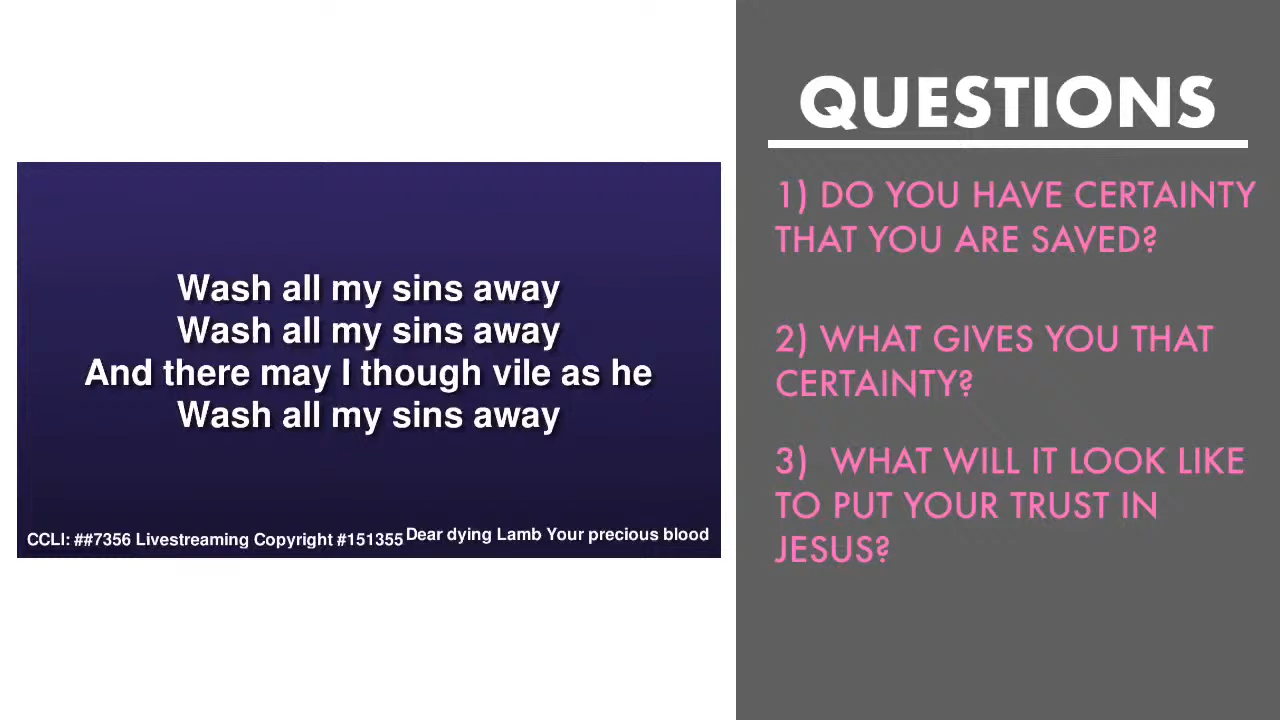 Wash all my sins away
Wash all my sins away
And there may I though vile as he
Wash all my sins away
CCLI: ##7356 Livestreaming Copyright #151355
Dear dying Lamb Your precious blood
QUESTIONS
1) DO YOU HAVE CERTAINTY
THAT YOU ARE SAVED?
2) WHAT GIVES YOU THAT
CERTAINTY?
3)  WHAT WILL IT LOOK LIKE
TO PUT YOUR TRUST IN
JESUS?